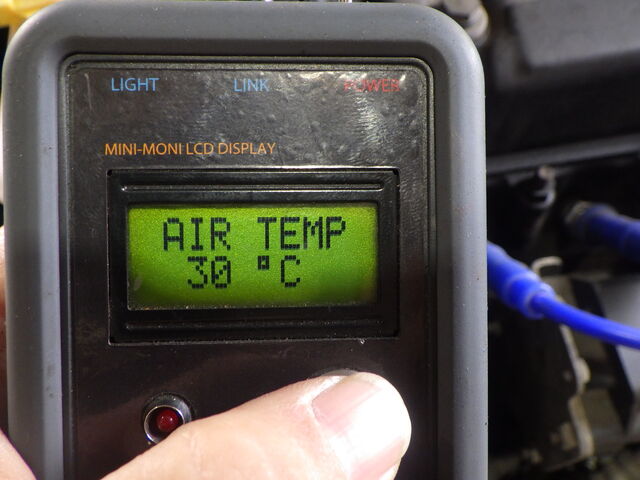 LIGHT LINK POWER
MINI-MONI LCD DISPLAY
AIR TEMP
30 °C